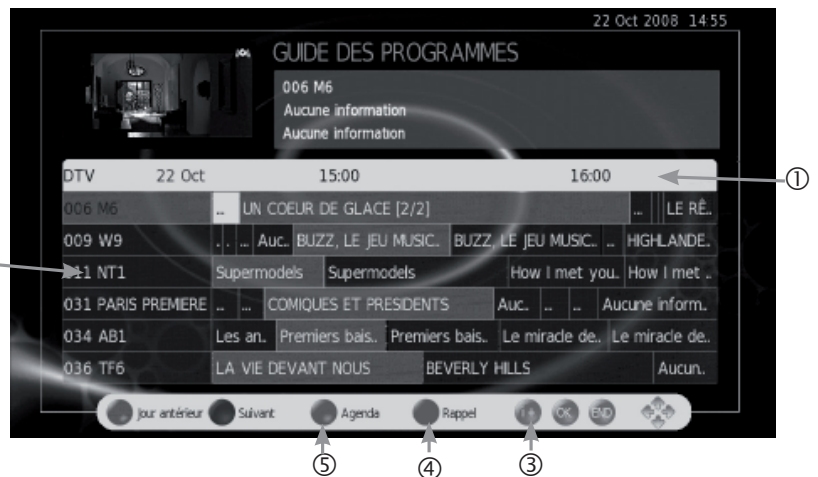 22 Oct 2008 14:55
GUIDE DES PROGRAMMES
006 M6
Aucune information
Aucune information
DTV 22 Oct 15:00 16:00
①
006 M6 ... UN COEUR DE GLACE [2/2] ... LE RÊ..
009 W9 . . ... Auc.. BUZZ, LE JEU MUSIC.. BUZZ, LE JEU MUSIC.. ... HIGHLANDE..
11 NT1 Supermodels Supermodels How I met you.. How I met ..
031 PARIS PREMIERE ... ... COMIQUES ET PRESIDENTS Auc.. ... ... Aucune inform..
034 AB1 Les an.. Premiers bais.. Premiers bais.. Le miracle de.. Le miracle de..
036 TF6 LA VIE DEVANT NOUS BEVERLY HILLS Aucun..
Jour antérieur Suivant Agenda Rappel i+ OK END
⑤ ④ ③